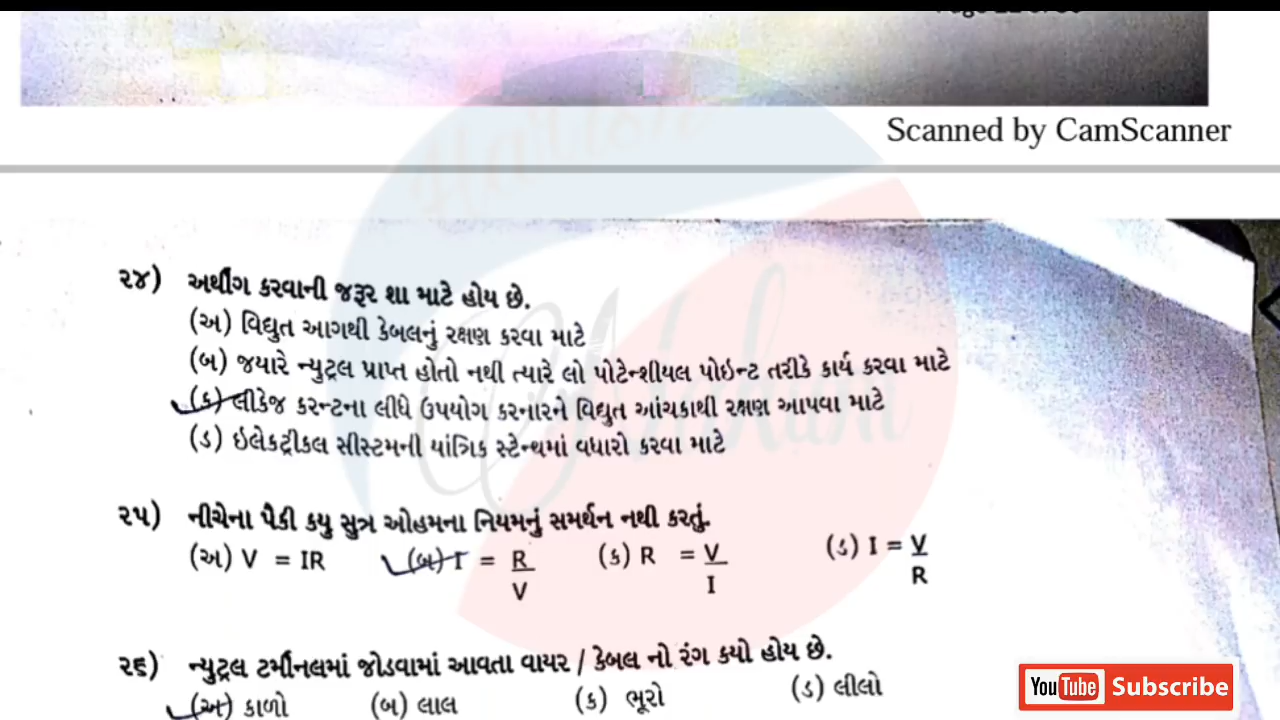 Scanned by CamScanner
૨૪) અર્થીંગ કરવાની જરૂર શા માટે હોય છે.
(અ) વિદ્યુત આગથી કેબલનું રક્ષણ કરવા માટે
(બ) જયારે ન્યુટ્રલ પ્રાપ્ત હોતો નથી ત્યારે લો પોટેન્શીયલ પોઇન્ટ તરીકે કાર્ય કરવા માટે
(ક) લીકેજ કરન્ટના લીધે ઉપયોગ કરનારને વિદ્યુત આંચકાથી રક્ષણ આપવા માટે
(ડ) ઇલેકટ્રીકલ સીસ્ટમની યાંત્રિક સ્ટ્રેન્થમાં વધારો કરવા માટે
૨૫) નીચેના પૈકી કયુ સુત્ર ઓહમના નિયમનું સમર્થન નથી કરતું.
(અ) V = IR (બ) I = R/V (ક) R = V/I (ડ) I = V/R
૨૬) ન્યુટ્રલ ટર્મીનલમાં જોડવામાં આવતા વાયર / કેબલ નો રંગ કયો હોય છે.
(અ) કાળો (બ) લાલ (ક) ભૂરો (ડ) લીલો
YouTube Subscribe